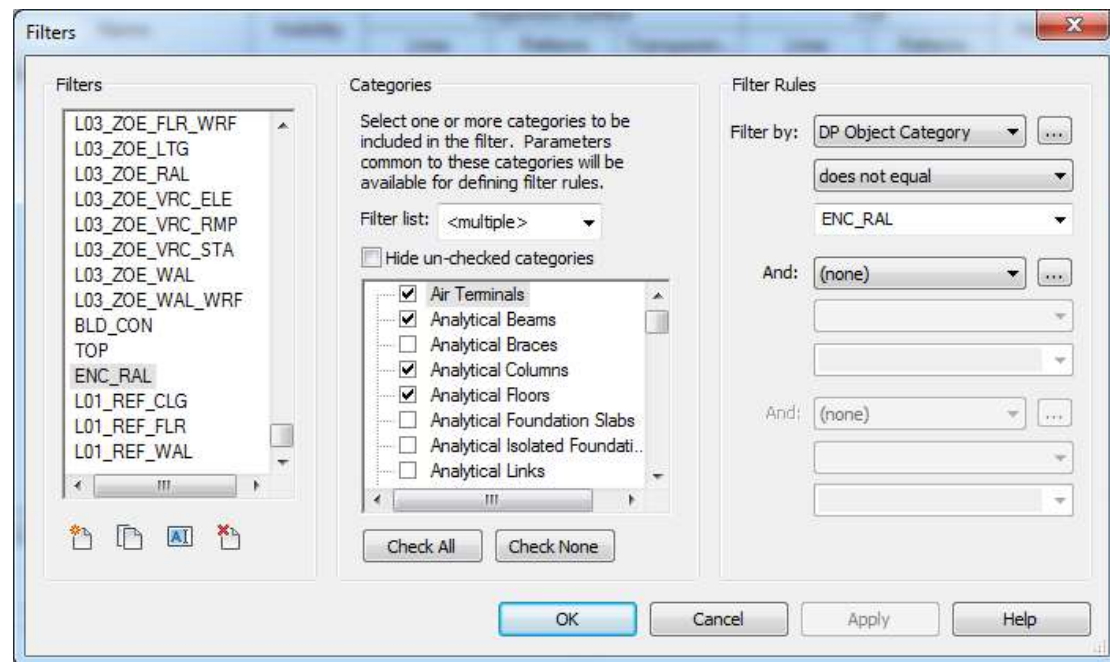 Filters
Filters
L03_ZOE_FLR_WRF
L03_ZOE_LTG
L03_ZOE_RAL
L03_ZOE_VRC_ELE
L03_ZOE_VRC_RMP
L03_ZOE_VRC_STA
L03_ZOE_WAL
L03_ZOE_WAL_WRF
BLD_CON
TOP
ENC_RAL
L01_REF_CLG
L01_REF_FLR
L01_REF_WAL
Categories
Select one or more categories to be
included in the filter. Parameters
common to these categories will be
available for defining filter rules.
Filter list: <multiple>
Hide un-checked categories
Air Terminals
Analytical Beams
Analytical Braces
Analytical Columns
Analytical Floors
Analytical Foundation Slabs
Analytical Isolated Foundati..
Analytical Links
Check All Check None
Filter Rules
Filter by: DP Object Category ...
does not equal
ENC_RAL
And: (none) ...
And: (none) ...
OK Cancel Apply Help